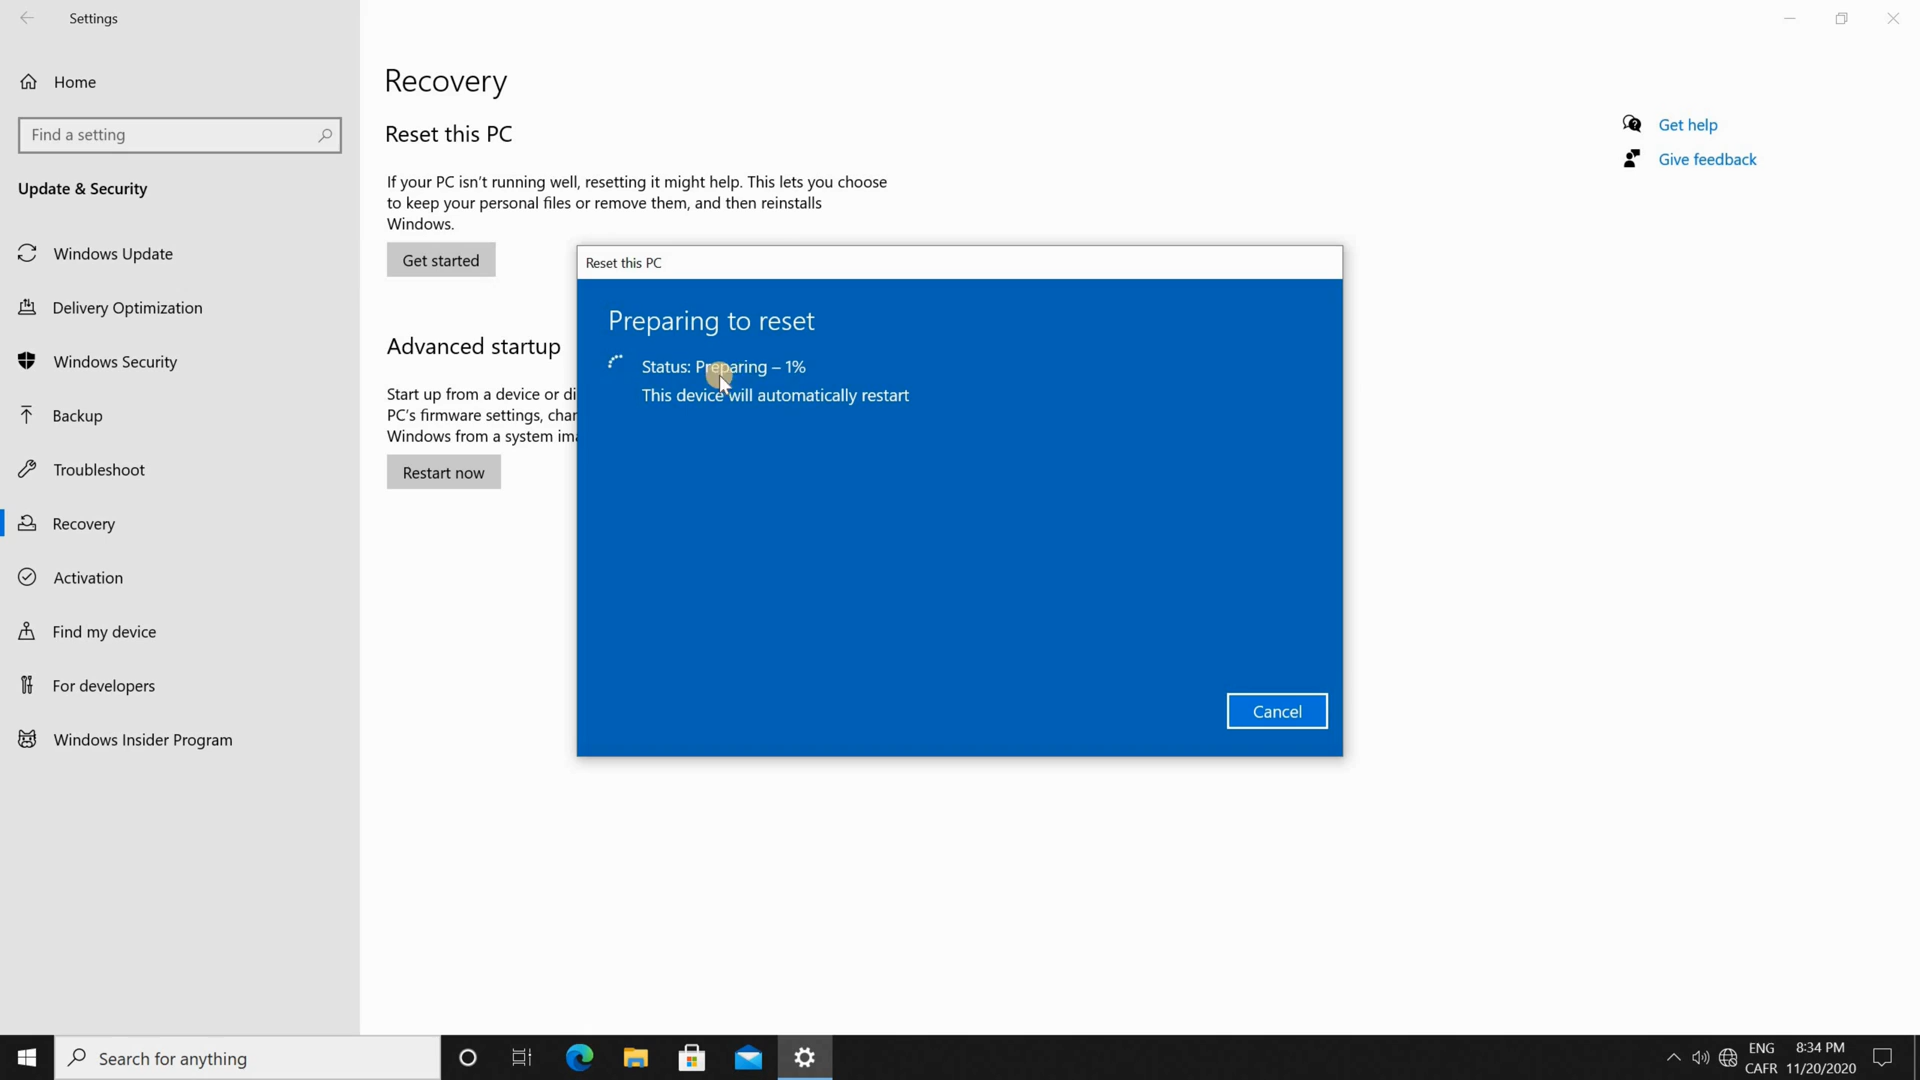 Settings
Home
Find a setting
Update & Security
Windows Update
Delivery Optimization
Windows Security
Backup
Troubleshoot
Recovery
Activation
Find my device
For developers
Windows Insider Program
Recovery
Reset this PC
If your PC isn't running well, resetting it might help. This lets you choose
to keep your personal files or remove them, and then reinstalls
Windows.
Get started
Advanced startup
Start up from a device or di
PC's firmware settings, chan
Windows from a system ima
Restart now
Get help
Give feedback
Reset this PC
Preparing to reset
Status: Preparing – 1%
This device will automatically restart
Cancel
Search for anything
ENG
CAFR
8:34 PM
11/20/2020